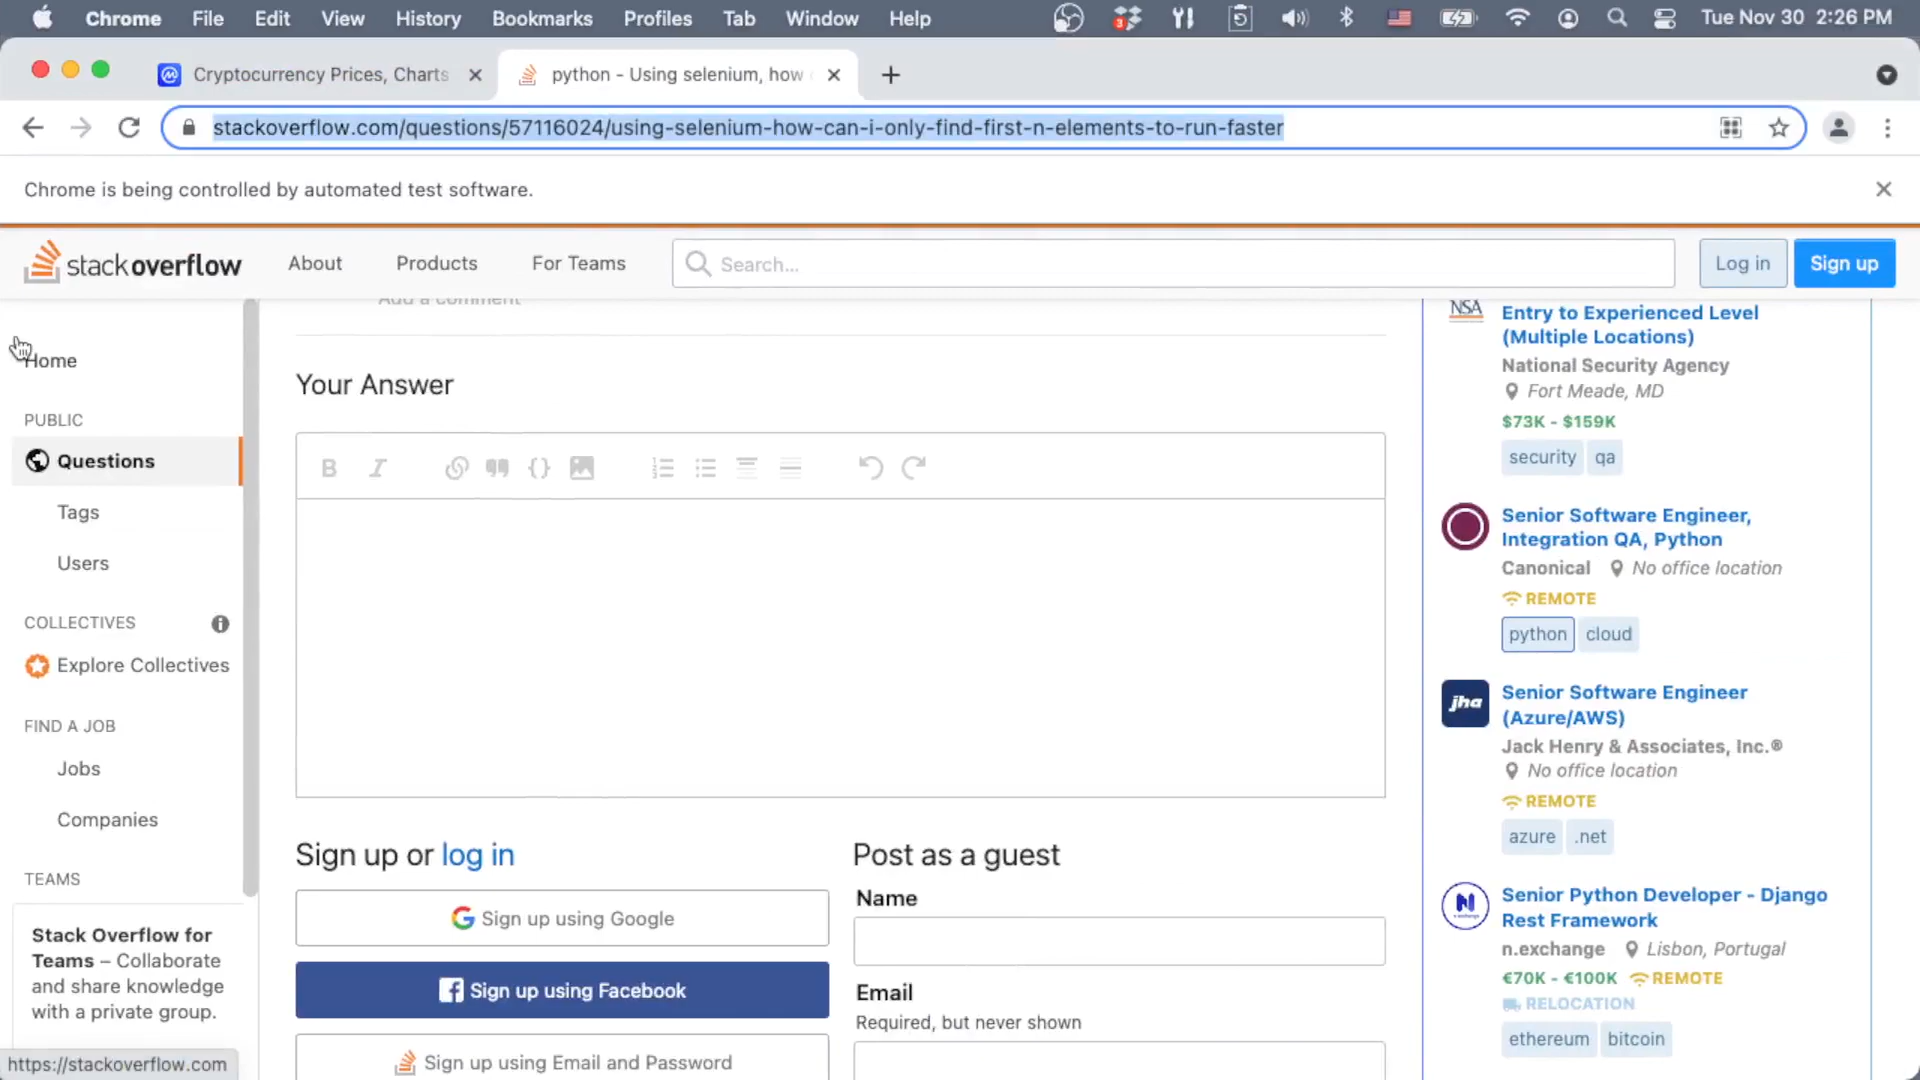 Chrome File Edit View History Bookmarks Profiles Tab Window Help 3 Tue Nov 30 2:26 PM
Cryptocurrency Prices, Charts
python - Using selenium, how
stackoverflow.com/questions/57116024/using-selenium-how-can-i-only-find-first-n-elements-to-run-faster
Chrome is being controlled by automated test software.
stackoverflow About Products For Teams Search... Log in Sign up
Add a comment
Home
PUBLIC
Questions
Tags
Users
COLLECTIVES
Explore Collectives
FIND A JOB
Jobs
Companies
TEAMS
Stack Overflow for
Teams – Collaborate
and share knowledge
with a private group.
https://stackoverflow.com
Your Answer
B I
Sign up or log in
Sign up using Google
Sign up using Facebook
Sign up using Email and Password
Post as a guest
Name
Email
Required, but never shown
NSA
Entry to Experienced Level
(Multiple Locations)
National Security Agency
Fort Meade, MD
$73K - $159K
security qa
Senior Software Engineer,
Integration QA, Python
Canonical No office location
REMOTE
python cloud
jha
Senior Software Engineer
(Azure/AWS)
Jack Henry & Associates, Inc.®
No office location
REMOTE
azure .net
N
Senior Python Developer - Django
Rest Framework
n.exchange Lisbon, Portugal
€70K - €100K REMOTE
RELOCATION
ethereum bitcoin